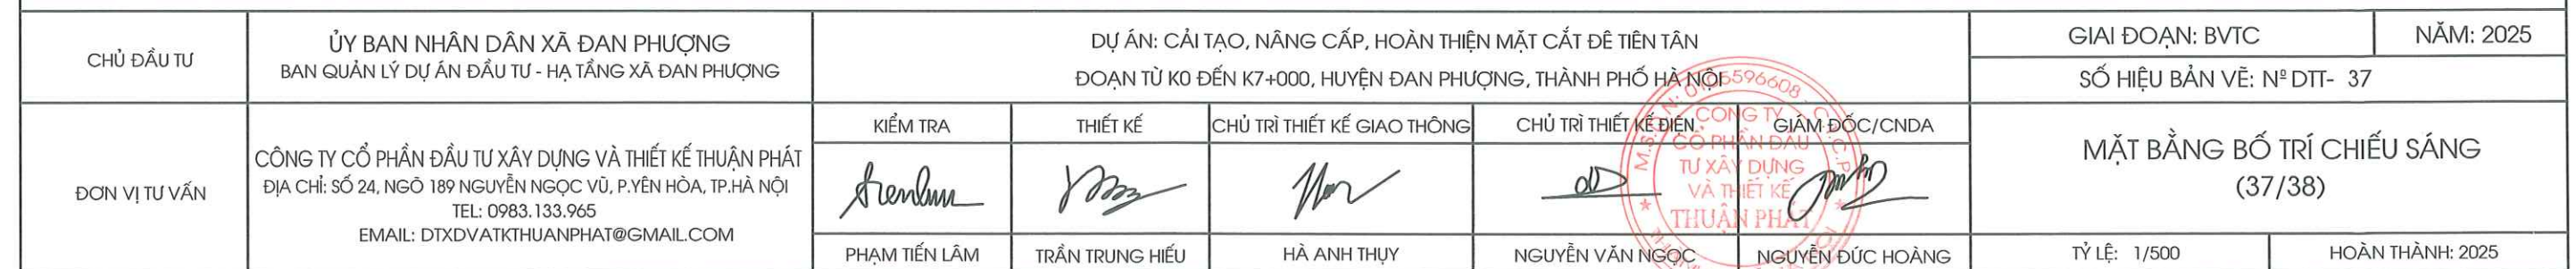 CHỦ ĐẦU TƯ
ỦY BAN NHÂN DÂN XÃ ĐAN PHƯỢNG
BAN QUẢN LÝ DỰ ÁN ĐẦU TƯ - HẠ TẦNG XÃ ĐAN PHƯỢNG
DỰ ÁN: CẢI TẠO, NÂNG CẤP, HOÀN THIỆN MẶT CẮT ĐÊ TIÊN TÂN
ĐOẠN TỪ K0 ĐẾN K7+000, HUYỆN ĐAN PHƯỢNG, THÀNH PHỐ HÀ NỘI
GIAI ĐOẠN: BVTC
NĂM: 2025
SỐ HIỆU BẢN VẼ: Nº DTT- 37
ĐƠN VỊ TƯ VẤN
CÔNG TY CỔ PHẦN ĐẦU TƯ XÂY DỰNG VÀ THIẾT KẾ THUẬN PHÁT
ĐỊA CHỈ: SỐ 24, NGÕ 189 NGUYỄN NGỌC VŨ, P.YÊN HÒA, TP.HÀ NỘI
TEL: 0983.133.965
EMAIL: DTXDVATKTHUANPHAT@GMAIL.COM
KIỂM TRA
PHẠM TIẾN LÂM
THIẾT KẾ
TRẦN TRUNG HIẾU
CHỦ TRÌ THIẾT KẾ GIAO THÔNG
HÀ ANH THỤY
CHỦ TRÌ THIẾT KẾ ĐIỆN
NGUYỄN VĂN NGỌC
GIÁM ĐỐC/CNDA
NGUYỄN ĐỨC HOÀNG
M.S.D.N: 0105596608 - C.T.C.P
CÔNG TY
CỔ PHẦN ĐẦU
TƯ XÂY DỰNG
VÀ THIẾT KẾ
THUẬN PHÁT
MẶT BẰNG BỐ TRÍ CHIẾU SÁNG
(37/38)
TỶ LỆ: 1/500
HOÀN THÀNH: 2025